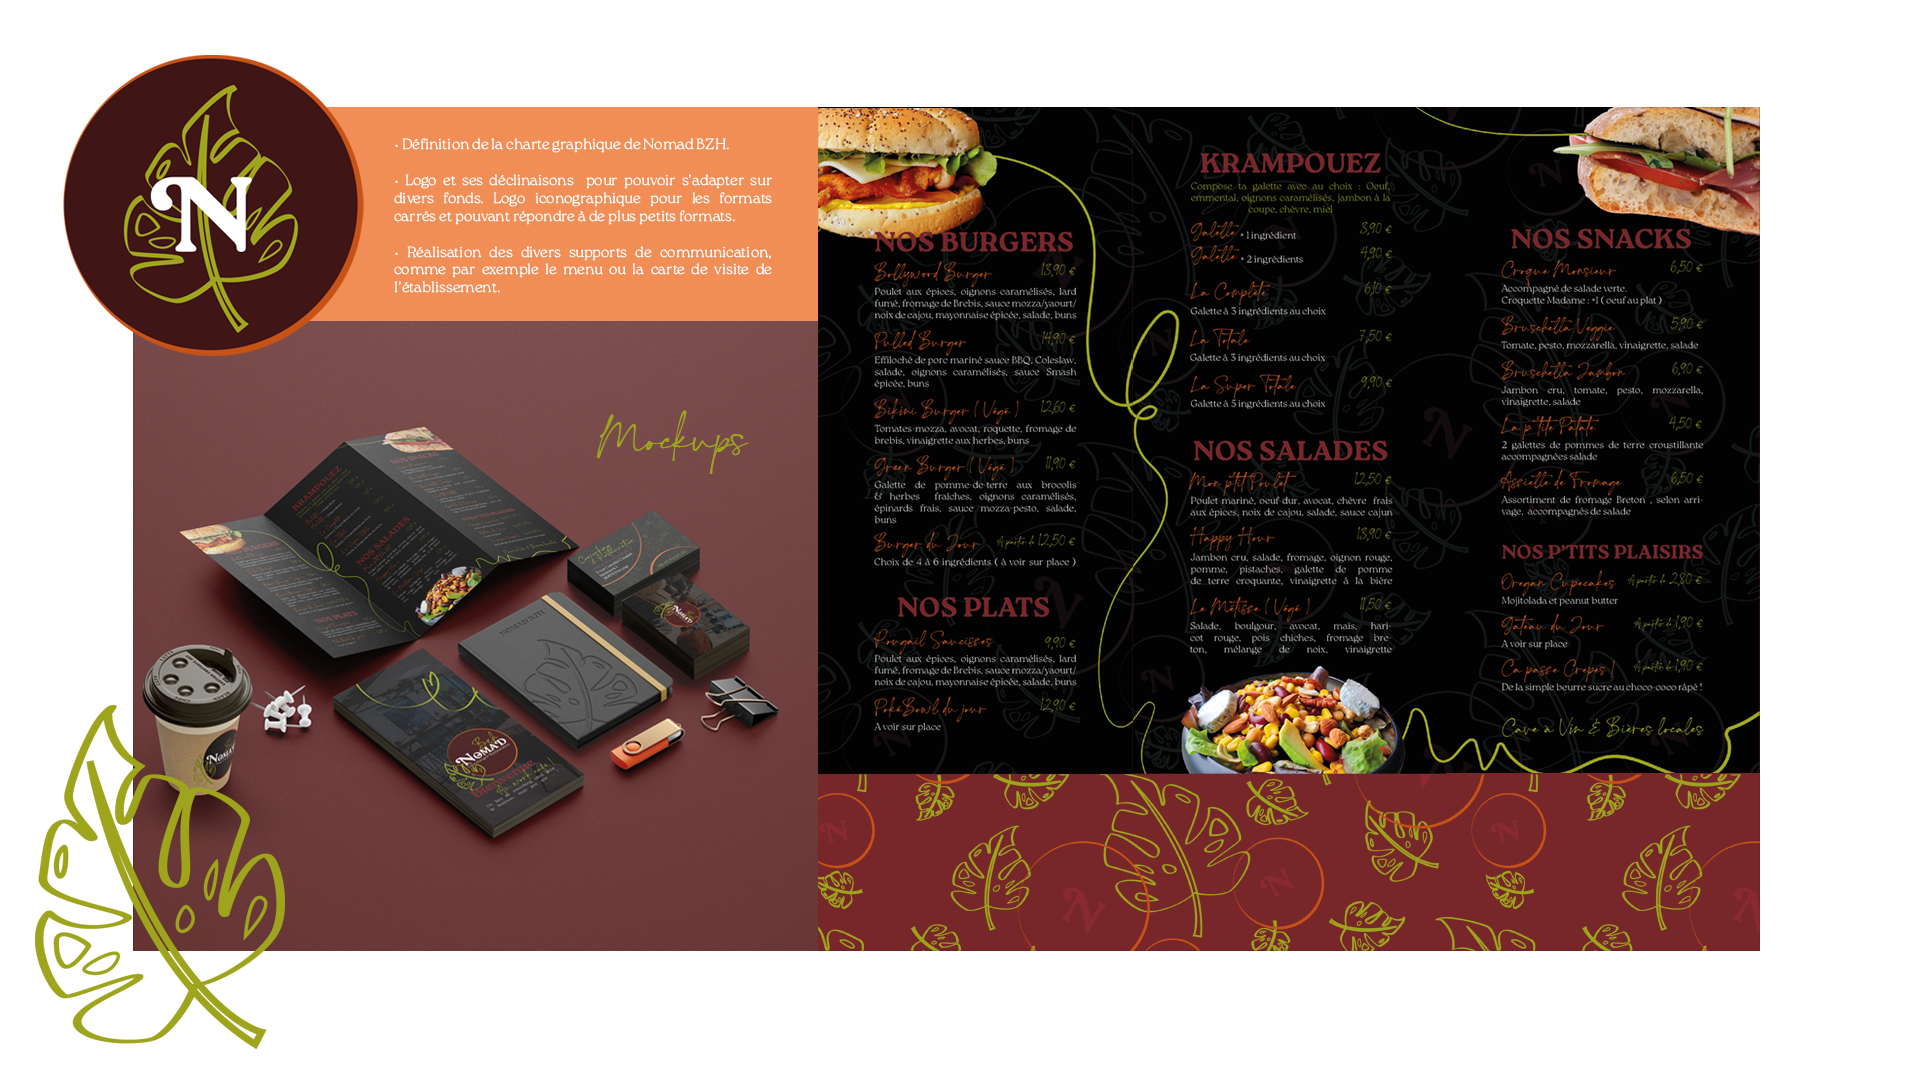 N
• Définition de la charte graphique de Nomad BZH.
• Logo et ses déclinaisons pour pouvoir s'adapter sur
divers fonds. Logo iconographique pour les formats
carrés et pouvant répondre à de plus petits formats.
• Réalisation des divers supports de communication,
comme par exemple le menu ou la carte de visite de
l'établissement.
Mockups
NOMAD BZH
NOMA'D
NOS BURGERS
Bollywood Burger 13,90 €
Poulet aux épices, oignons caramélisés, lard
fumé, fromage de Brebis, sauce mozza/yaourt/
noix de cajou, mayonnaise épicée, salade, buns
Pulled Burger 14,90 €
Effiloché de porc mariné sauce BBQ, Coleslaw,
salade, oignons caramélisés, sauce Smash
épicée, buns
Bikini Burger ( Végé ) 12,60 €
Tomates-mozza, avocat, roquette, fromage de
brebis, vinaigrette aux herbes, buns
Green Burger ( Végé ) 11,90 €
Galette de pomme-de-terre aux brocolis
& herbes fraîches, oignons caramélisés,
épinards frais, sauce mozza-pesto, salade,
buns
Burger du Jour A partir de 12,50 €
Choix de 4 à 6 ingrédients ( à voir sur place )
NOS PLATS
Rougail Saucisses 9,90 €
Poulet aux épices, oignons caramélisés, lard
fumé, fromage de Brebis, sauce mozza/yaourt/
noix de cajou, mayonnaise épicée, salade, buns
PokéBowl du jour 12,90 €
A voir sur place
KRAMPOUEZ
Compose ta galette avec au choix : Oeuf,
emmental, oignons caramélisés, jambon à la
coupe, chèvre, miel
Galette + 1 ingrédient 3,90 €
Galette + 2 ingrédients 4,90 €
La Complète 6,10 €
Galette à 3 ingrédients au choix
La Totale 7,50 €
Galette à 3 ingrédients au choix
La Super Totale 9,90 €
Galette à 5 ingrédients au choix
NOS SALADES
Mon p'tit Poulet 12,50 €
Poulet mariné, oeuf dur, avocat, chèvre frais
aux épices, noix de cajou, salade, sauce cajun
Happy Hour 13,90 €
Jambon cru, salade, fromage, oignon rouge,
pomme, pistaches, galette de pomme
de terre croquante, vinaigrette à la bière
Le Métisse ( Végé ) 11,50 €
Salade, boulgour, avocat, mais, hari-
cot rouge, pois chiches, fromage bre-
ton, mélange de noix, vinaigrette
NOS SNACKS
Croque Monsieur 6,50 €
Accompagné de salade verte.
Croquette Madame : +1 ( oeuf au plat )
Bruschetta Veggie 5,90 €
Tomate, pesto, mozzarella, vinaigrette, salade
Bruschetta Jambon 6,90 €
Jambon cru, tomate, pesto, mozzarella,
vinaigrette, salade
La p'tite Patate 4,50 €
2 galettes de pommes de terre croustillante
accompagnées salade
Assiette de Fromage 6,50 €
Assortiment de fromage Breton , selon arri-
vage, accompagnés de salade
NOS P'TITS PLAISIRS
Oregan Cupecakes A partir de 2,80 €
Mojitolada et peanut butter
Gâteau du Jour A partir de 1,90 €
A voir sur place
Ca passe Crepes ! A partir de 1,90 €
De la simple beurre sucre au choco-coco râpé !
Cave à Vin & Bières locales